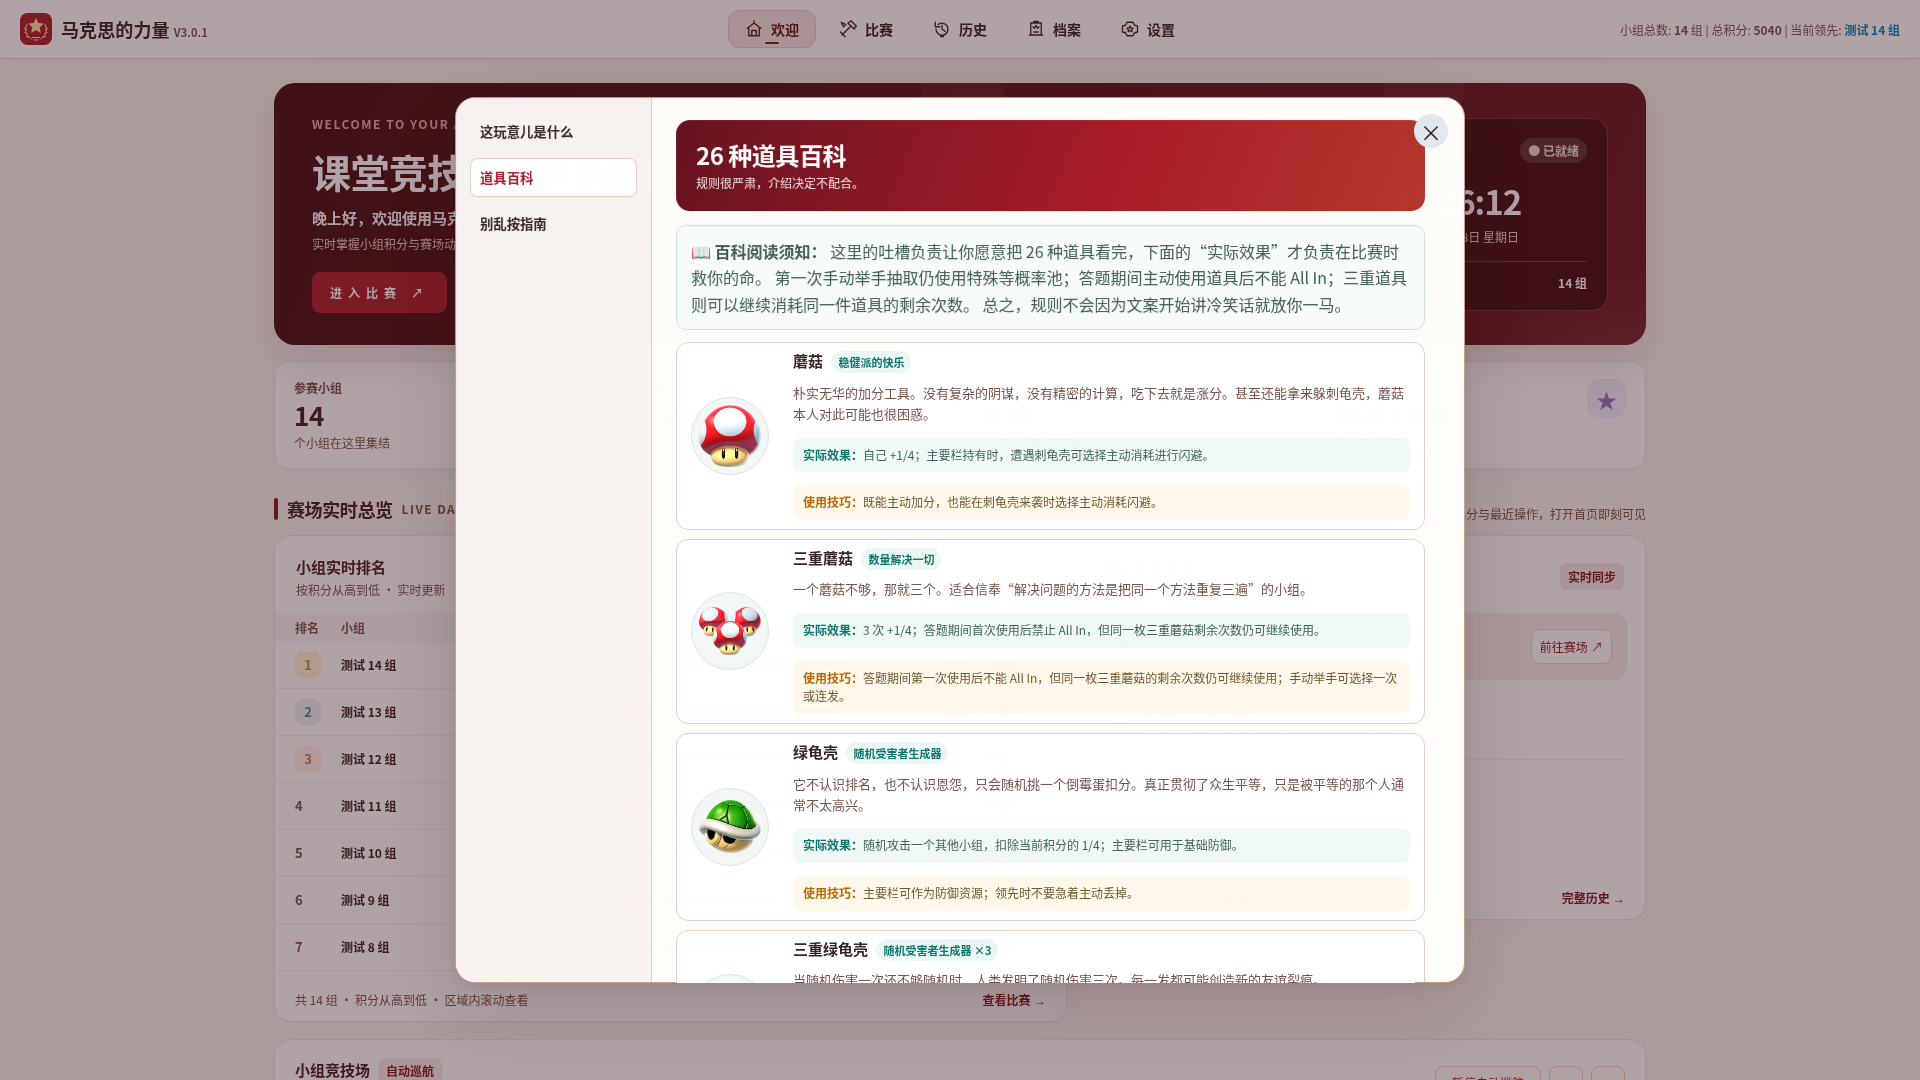 马克思的力量 V3.0.1
欢迎
比赛
历史
档案
设置
小组总数: 14 组 | 总积分: 5040 | 当前领先: 测试 14 组
WELCOME TO YOUR
课堂竞技
晚上好，欢迎使用马克
实时掌握小组积分与赛场动
进入比赛 ↗
已就绪
6:12
日 星期日
14 组
参赛小组
14
个小组在这里集结
赛场实时总览 LIVE DA
分与最近操作，打开首页即刻可见
小组实时排名
按积分从高到低 · 实时更新
排名 小组
1 测试 14 组
2 测试 13 组
3 测试 12 组
4 测试 11 组
5 测试 10 组
6 测试 9 组
7 测试 8 组
共 14 组 · 积分从高到低 · 区域内滚动查看
查看比赛 →
实时同步
前往赛场 ↗
完整历史 →
小组竞技场 自动巡航
这玩意儿是什么
道具百科
别乱按指南
26 种道具百科
规则很严肃，介绍决定不配合。
📖 百科阅读须知： 这里的吐槽负责让你愿意把 26 种道具看完，下面的“实际效果”才负责在比赛时
救你的命。 第一次手动举手抽取仍使用特殊等概率池；答题期间主动使用道具后不能 All In；三重道具
则可以继续消耗同一件道具的剩余次数。 总之，规则不会因为文案开始讲冷笑话就放你一马。
蘑菇 稳健派的快乐
朴实无华的加分工具。没有复杂的阴谋，没有精密的计算，吃下去就是涨分。甚至还能拿来躲刺龟壳，蘑菇
本人对此可能也很困惑。
实际效果：自己 +1/4；主要栏持有时，遭遇刺龟壳可选择主动消耗进行闪避。
使用技巧：既能主动加分，也能在刺龟壳来袭时选择主动消耗闪避。
三重蘑菇 数量解决一切
一个蘑菇不够，那就三个。适合信奉“解决问题的方法是把同一个方法重复三遍”的小组。
实际效果：3 次 +1/4；答题期间首次使用后禁止 All In，但同一枚三重蘑菇剩余次数仍可继续使用。
使用技巧：答题期间第一次使用后不能 All In，但同一枚三重蘑菇的剩余次数仍可继续使用；手动举手可选择一次
或连发。
绿龟壳 随机受害者生成器
它不认识排名，也不认识恩怨，只会随机挑一个倒霉蛋扣分。真正贯彻了众生平等，只是被平等的那个人通
常不太高兴。
实际效果：随机攻击一个其他小组，扣除当前积分的 1/4；主要栏可用于基础防御。
使用技巧：主要栏可作为防御资源；领先时不要急着主动丢掉。
三重绿龟壳 随机受害者生成器 ×3
当随机伤害一次还不够随机时，人类发明了随机伤害三次。每一发都可能创造新的友谊裂痕。